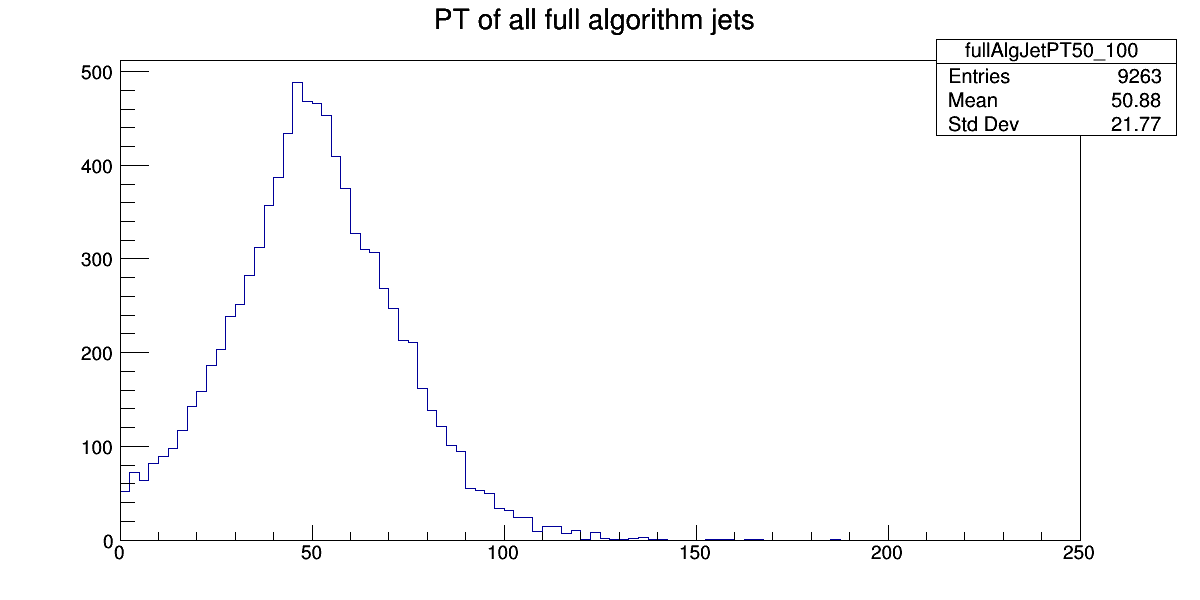 PT of all full algorithm jets
fullAlgJetPT50_100
Entries 9263
Mean 50.88
Std Dev 21.77
500
400
300
200
100
0
0 50 100 150 200 250